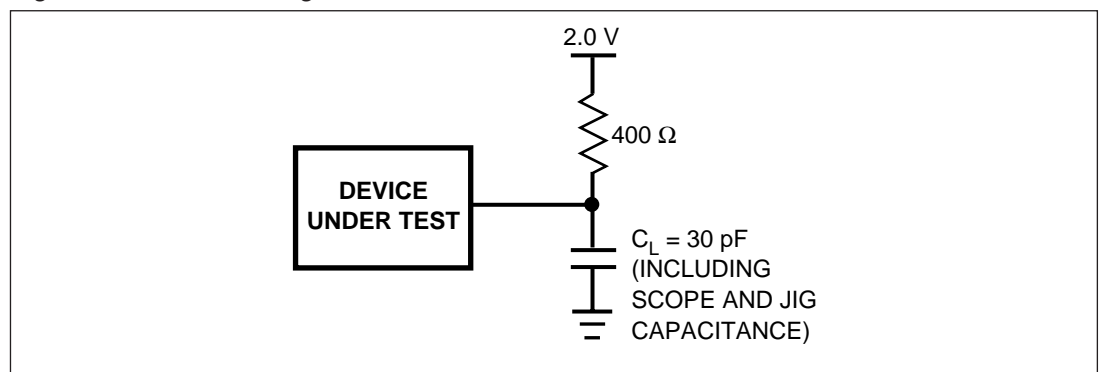 2.0 V
400 Ω
DEVICE
UNDER TEST
C_L = 30 pF
(INCLUDING
SCOPE AND JIG
CAPACITANCE)